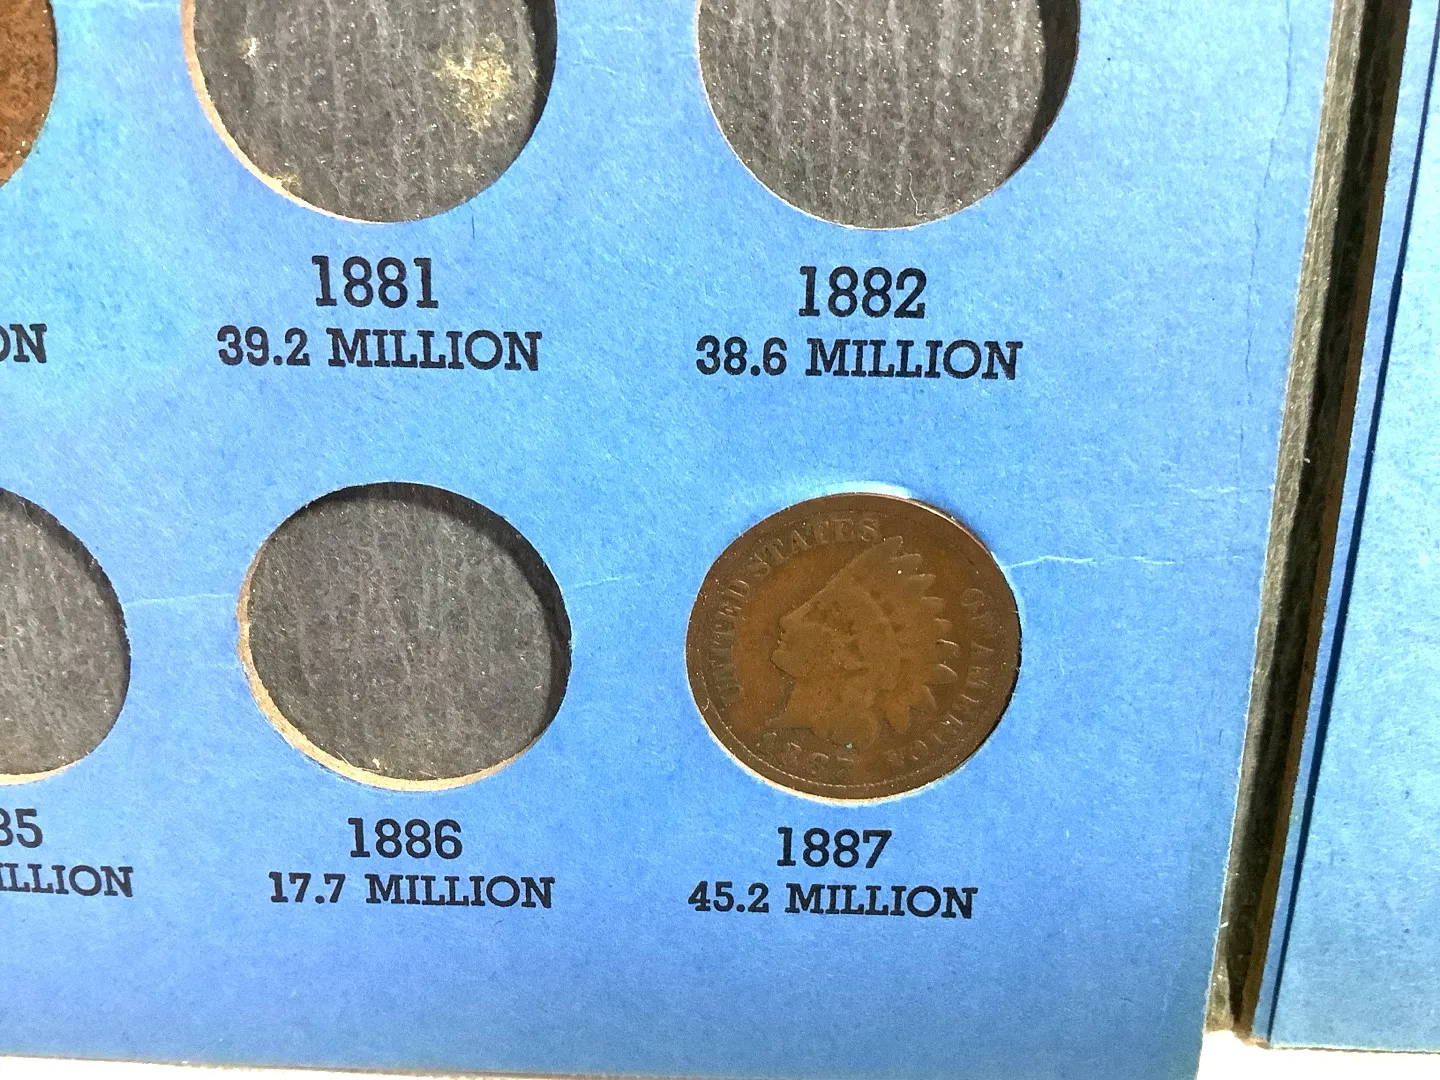 1881
39.2 MILLION
1882
38.6 MILLION
UNITED STATES
OF AMERICA
1887
1886
17.7 MILLION
1887
45.2 MILLION